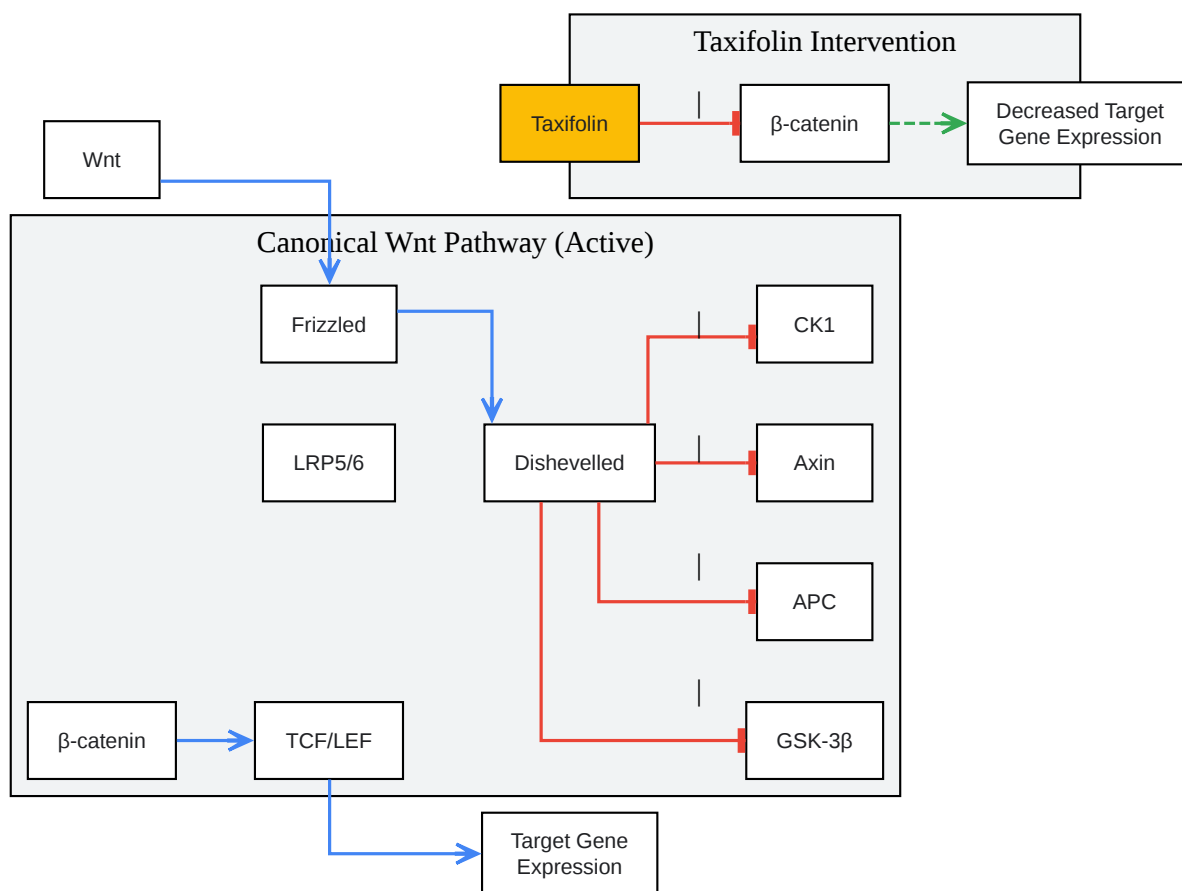 Taxifolin Intervention
Taxifolin
|
β-catenin
Decreased Target
Gene Expression
Wnt
Canonical Wnt Pathway (Active)
Frizzled
|
CK1
LRP5/6
Dishevelled
|
Axin
|
APC
|
β-catenin
TCF/LEF
GSK-3β
Target Gene
Expression